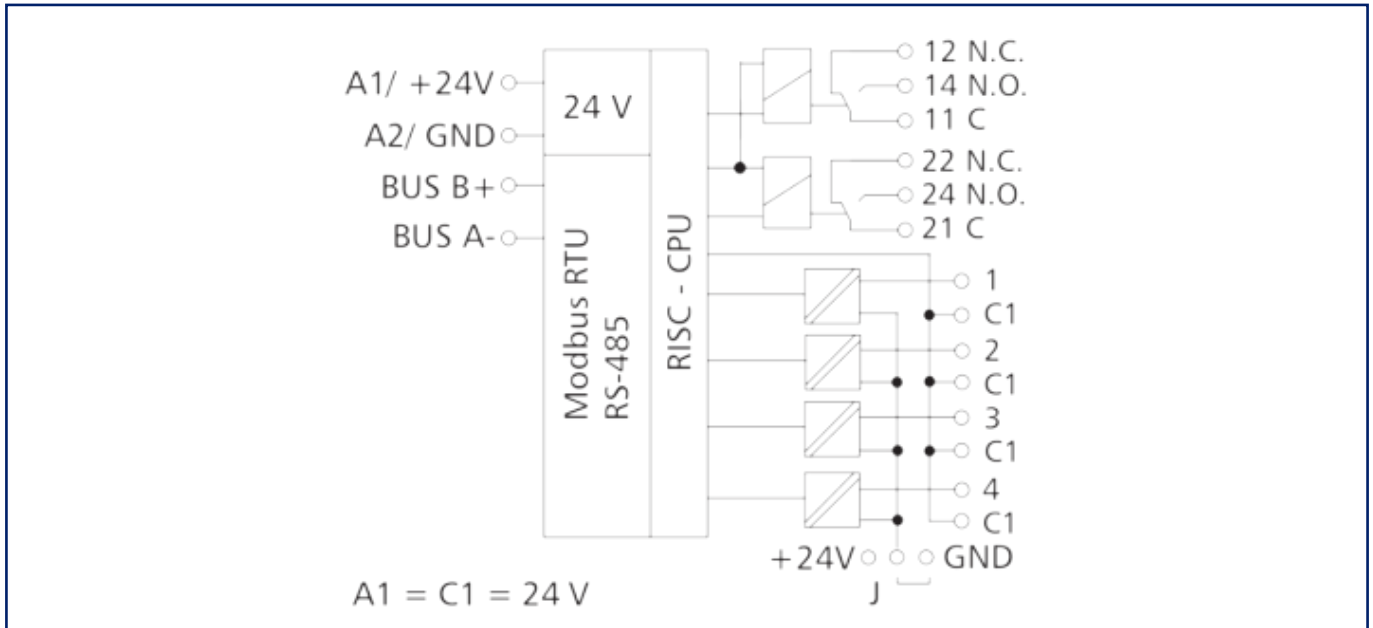 A1/ +24V
A2/ GND
BUS B+
BUS A-
24 V
Modbus RTU
RS-485
RISC - CPU
12 N.C.
14 N.O.
11 C
22 N.C.
24 N.O.
21 C
1
C1
2
C1
3
C1
4
C1
+24V
GND
J
A1 = C1 = 24 V